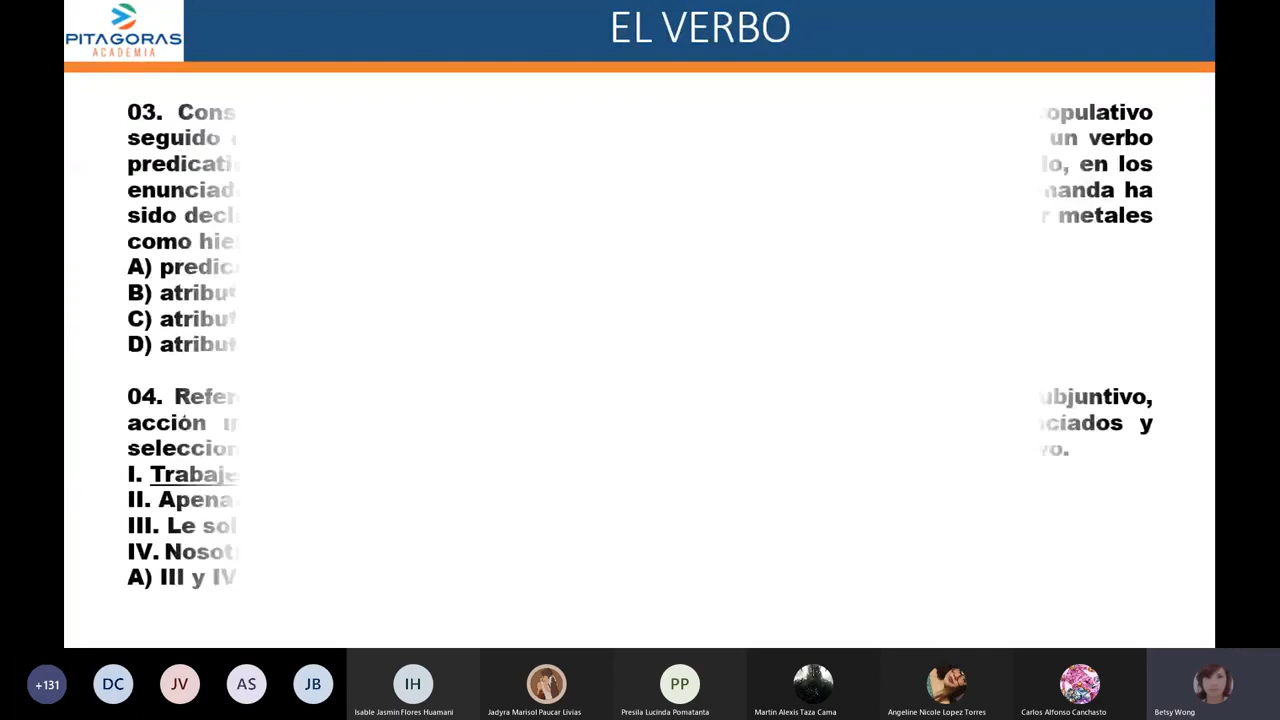 PITAGORAS
ACADEMIA
EL VERBO
03. Cons opulativo
seguido un verbo
predicati lo, en los
enunciad manda ha
sido decl r metales
como hie
A) predic
B) atribut
C) atribut
D) atribut
04. Refer ubjuntivo,
acción nciados y
seleccion vo.
I. Trabaje
II. Apena
III. Le sol
IV. Nosot
A) III y IV
+131
DC
JV
AS
JB
IH
PP
Isable Jasmin Flores Huamani
Jadyra Marisol Paucar Livias
Presila Lucinda Pomatanta
Martin Alexis Taza Cama
Angeline Nicole Lopez Torres
Carlos Alfonso Canchasto
Betsy Wong